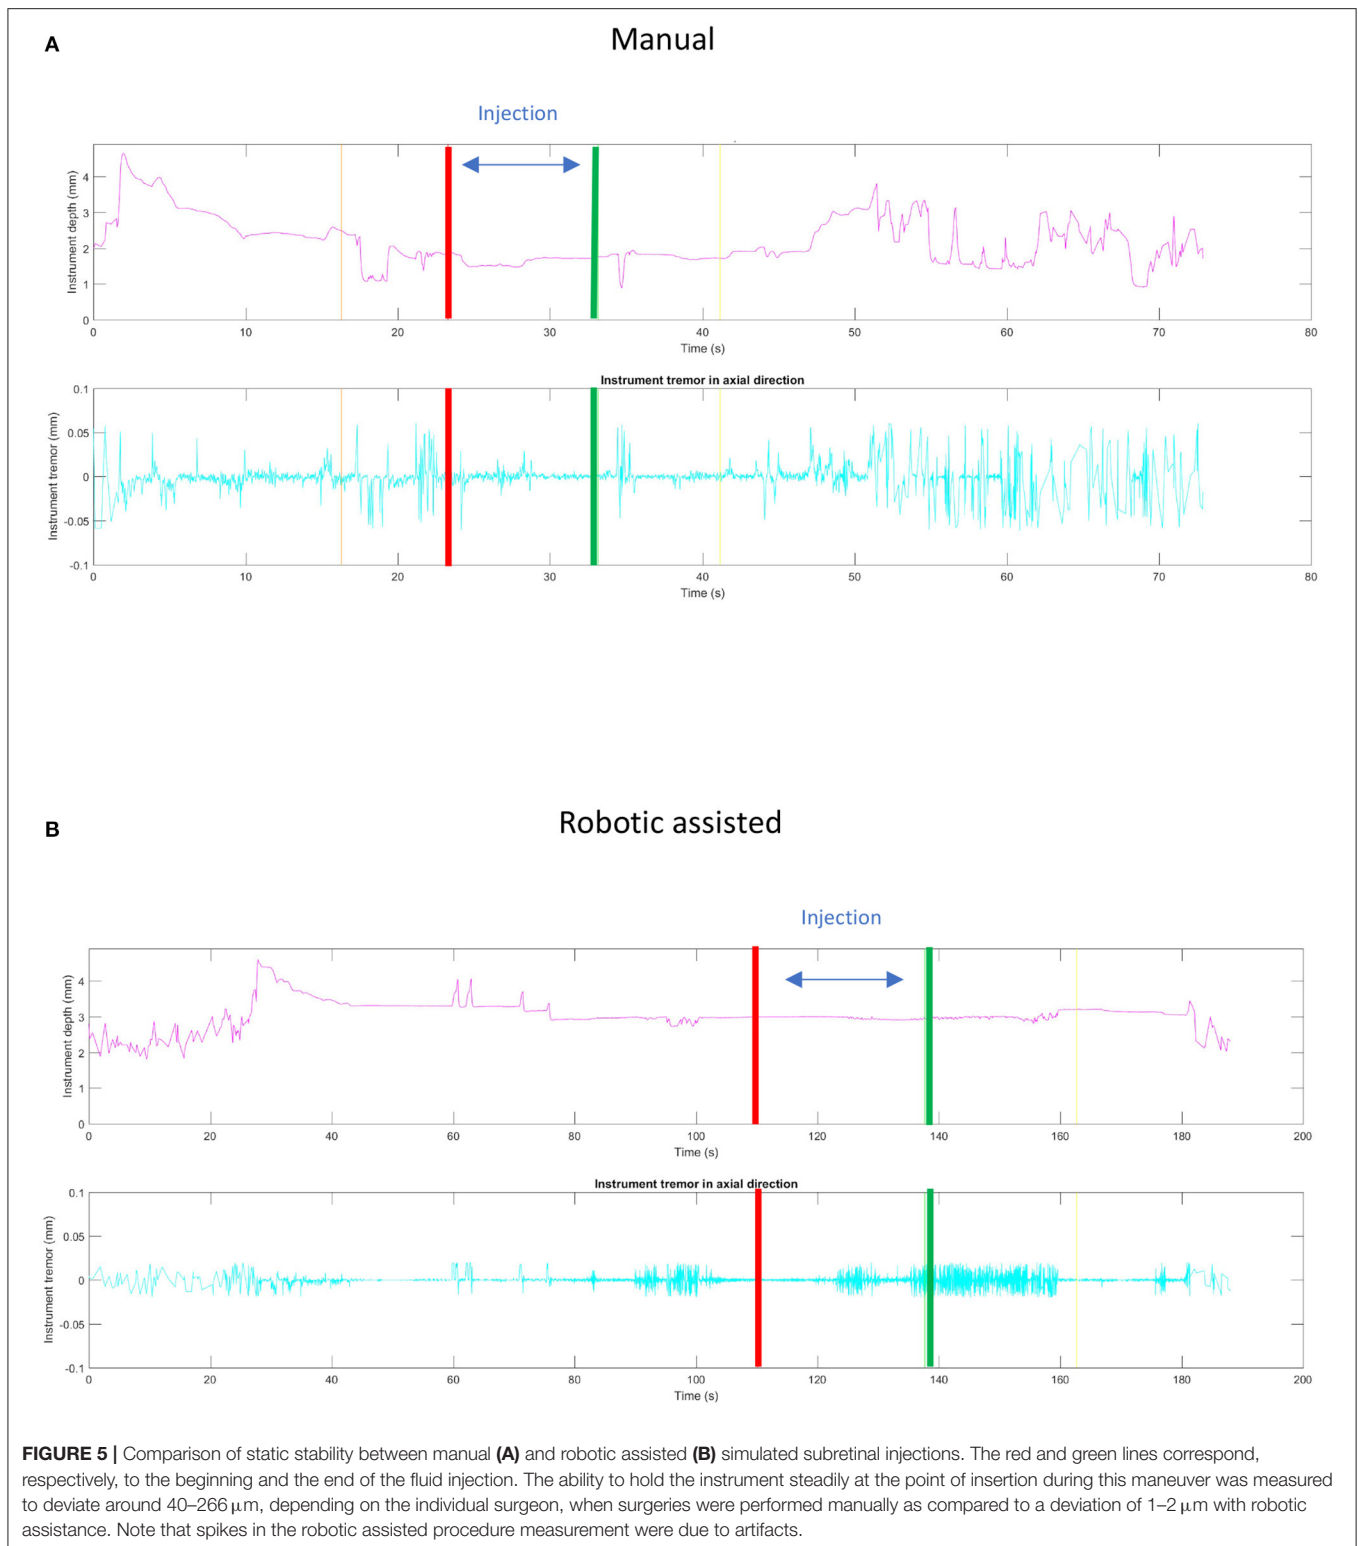 A
Manual
Injection
Instrument depth (mm)
4
3
2
1
0
0 10 20 30 40 50 60 70 80
Time (s)
Instrument tremor in axial direction
Instrument tremor (mm)
0.1
0.05
0
-0.05
-0.1
0 10 20 30 40 50 60 70 80
Time (s)
B
Robotic assisted
Injection
Instrument depth (mm)
4
3
2
1
0
0 20 40 60 80 100 120 140 160 180 200
Time (s)
Instrument tremor in axial direction
Instrument tremor (mm)
0.1
0.05
0
-0.05
-0.1
0 20 40 60 80 100 120 140 160 180 200
Time (s)
FIGURE 5 | Comparison of static stability between manual (A) and robotic assisted (B) simulated subretinal injections. The red and green lines correspond,
respectively, to the beginning and the end of the fluid injection. The ability to hold the instrument steadily at the point of insertion during this maneuver was measured
to deviate around 40–266 μm, depending on the individual surgeon, when surgeries were performed manually as compared to a deviation of 1–2 μm with robotic
assistance. Note that spikes in the robotic assisted procedure measurement were due to artifacts.